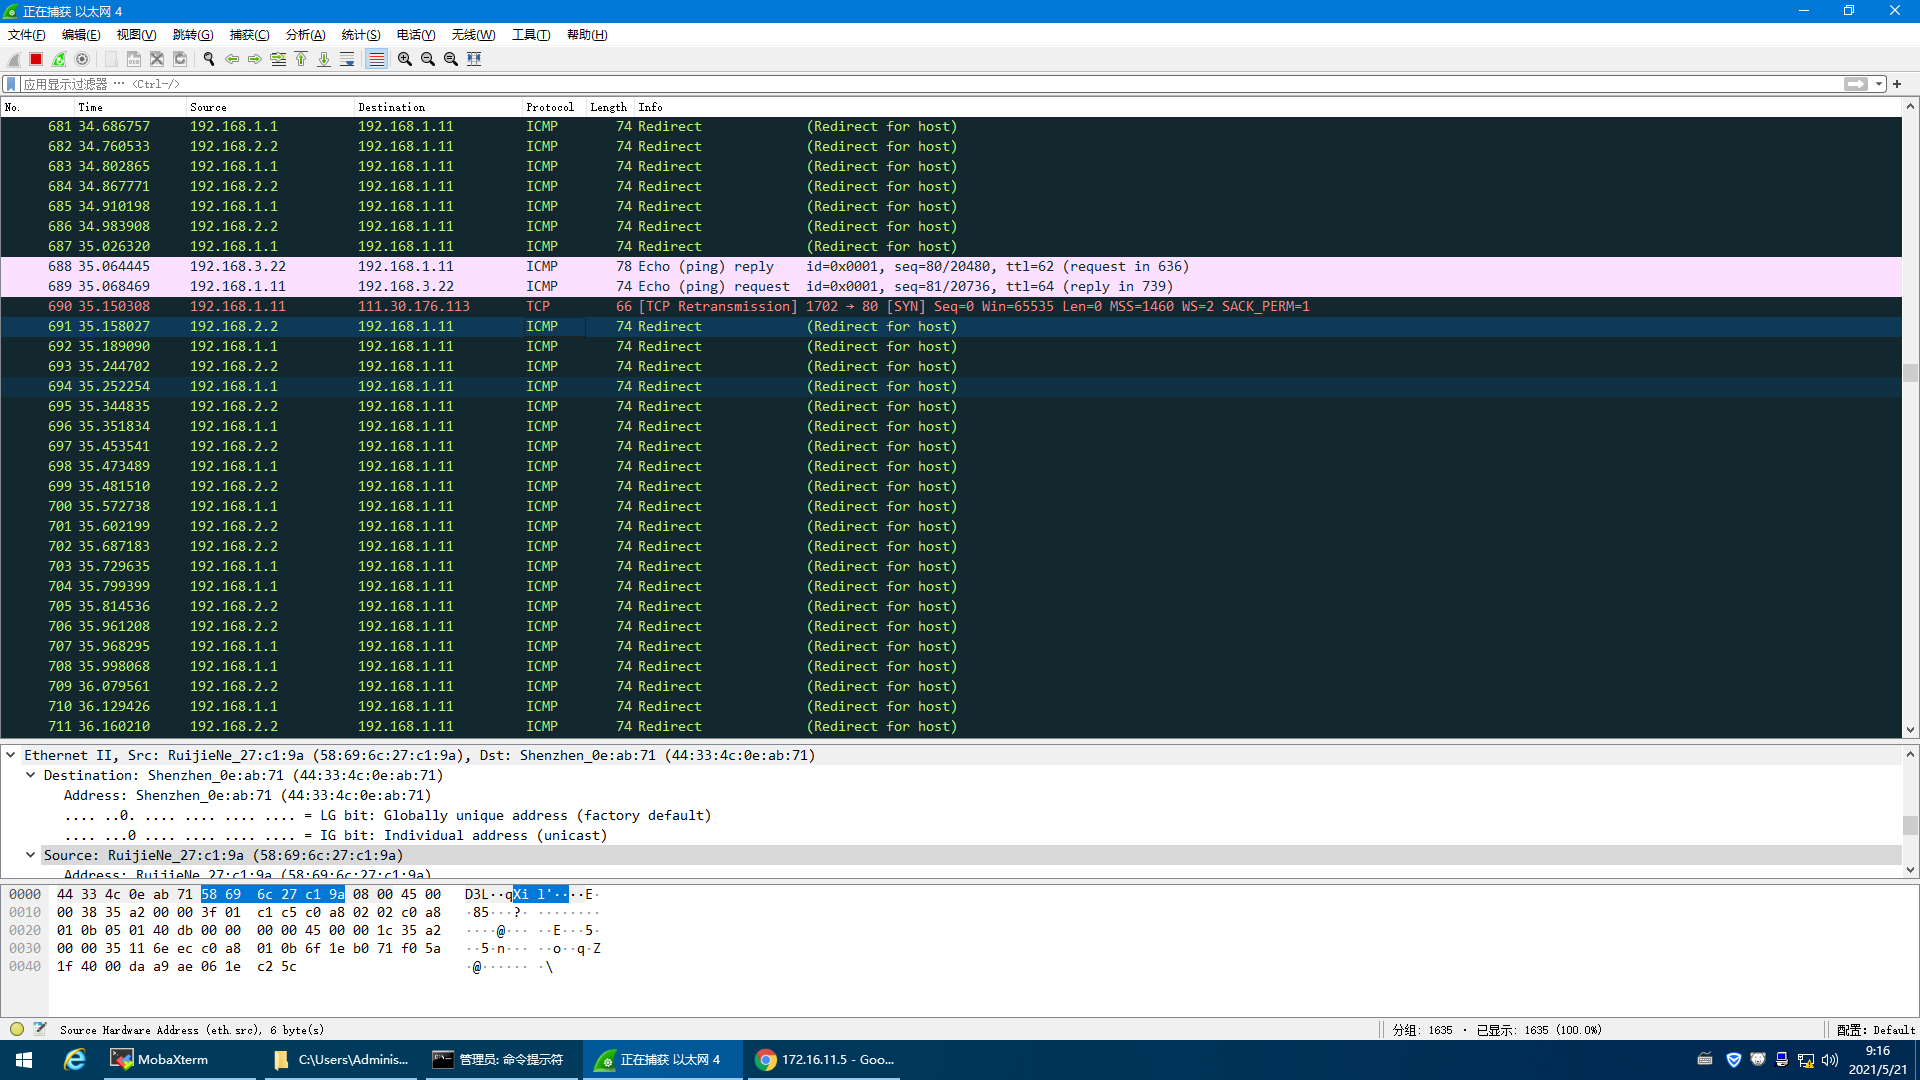 正在捕获 以太网 4
文件(F) 编辑(E) 视图(V) 跳转(G) 捕获(C) 分析(A) 统计(S) 电话(Y) 无线(W) 工具(T) 帮助(H)
应用显示过滤器 … <Ctrl-/>
No. Time Source Destination Protocol Length Info
681 34.686757 192.168.1.1 192.168.1.11 ICMP 74 Redirect (Redirect for host)
682 34.760533 192.168.2.2 192.168.1.11 ICMP 74 Redirect (Redirect for host)
683 34.802865 192.168.1.1 192.168.1.11 ICMP 74 Redirect (Redirect for host)
684 34.867771 192.168.2.2 192.168.1.11 ICMP 74 Redirect (Redirect for host)
685 34.910198 192.168.1.1 192.168.1.11 ICMP 74 Redirect (Redirect for host)
686 34.983908 192.168.2.2 192.168.1.11 ICMP 74 Redirect (Redirect for host)
687 35.026320 192.168.1.1 192.168.1.11 ICMP 74 Redirect (Redirect for host)
688 35.064445 192.168.3.22 192.168.1.11 ICMP 78 Echo (ping) reply id=0x0001, seq=80/20480, ttl=62 (request in 636)
689 35.068469 192.168.1.11 192.168.3.22 ICMP 74 Echo (ping) request id=0x0001, seq=81/20736, ttl=64 (reply in 739)
690 35.150308 192.168.1.11 111.30.176.113 TCP 66 [TCP Retransmission] 1702 → 80 [SYN] Seq=0 Win=65535 Len=0 MSS=1460 WS=2 SACK_PERM=1
691 35.158027 192.168.2.2 192.168.1.11 ICMP 74 Redirect (Redirect for host)
692 35.189090 192.168.1.1 192.168.1.11 ICMP 74 Redirect (Redirect for host)
693 35.244702 192.168.2.2 192.168.1.11 ICMP 74 Redirect (Redirect for host)
694 35.252254 192.168.1.1 192.168.1.11 ICMP 74 Redirect (Redirect for host)
695 35.344835 192.168.2.2 192.168.1.11 ICMP 74 Redirect (Redirect for host)
696 35.351834 192.168.1.1 192.168.1.11 ICMP 74 Redirect (Redirect for host)
697 35.453541 192.168.2.2 192.168.1.11 ICMP 74 Redirect (Redirect for host)
698 35.473489 192.168.1.1 192.168.1.11 ICMP 74 Redirect (Redirect for host)
699 35.481510 192.168.2.2 192.168.1.11 ICMP 74 Redirect (Redirect for host)
700 35.572738 192.168.1.1 192.168.1.11 ICMP 74 Redirect (Redirect for host)
701 35.602199 192.168.2.2 192.168.1.11 ICMP 74 Redirect (Redirect for host)
702 35.687183 192.168.2.2 192.168.1.11 ICMP 74 Redirect (Redirect for host)
703 35.729635 192.168.1.1 192.168.1.11 ICMP 74 Redirect (Redirect for host)
704 35.799399 192.168.1.1 192.168.1.11 ICMP 74 Redirect (Redirect for host)
705 35.814536 192.168.2.2 192.168.1.11 ICMP 74 Redirect (Redirect for host)
706 35.961208 192.168.2.2 192.168.1.11 ICMP 74 Redirect (Redirect for host)
707 35.968295 192.168.1.1 192.168.1.11 ICMP 74 Redirect (Redirect for host)
708 35.998068 192.168.1.1 192.168.1.11 ICMP 74 Redirect (Redirect for host)
709 36.079561 192.168.2.2 192.168.1.11 ICMP 74 Redirect (Redirect for host)
710 36.129426 192.168.1.1 192.168.1.11 ICMP 74 Redirect (Redirect for host)
711 36.160210 192.168.2.2 192.168.1.11 ICMP 74 Redirect (Redirect for host)
Ethernet II, Src: RuijieNe_27:c1:9a (58:69:6c:27:c1:9a), Dst: Shenzhen_0e:ab:71 (44:33:4c:0e:ab:71)
Destination: Shenzhen_0e:ab:71 (44:33:4c:0e:ab:71)
Address: Shenzhen_0e:ab:71 (44:33:4c:0e:ab:71)
.... ..0. .... .... .... .... = LG bit: Globally unique address (factory default)
.... ...0 .... .... .... .... = IG bit: Individual address (unicast)
Source: RuijieNe_27:c1:9a (58:69:6c:27:c1:9a)
Address: RuijieNe_27:c1:9a (58:69:6c:27:c1:9a)
0000 44 33 4c 0e ab 71 58 69 6c 27 c1 9a 08 00 45 00 D3L··qXi l'····E·
0010 00 38 35 a2 00 00 3f 01 c1 c5 c0 a8 02 02 c0 a8 ·85···?· ········
0020 01 0b 05 01 40 db 00 00 00 00 45 00 00 1c 35 a2 ····@··· ··E···5·
0030 00 00 35 11 6e ec c0 a8 01 0b 6f 1e b0 71 f0 5a ··5·n··· ··o··q·Z
0040 1f 40 00 da a9 ae 06 1e c2 5c ·@······ ·\
Source Hardware Address (eth.src), 6 byte(s)
分组: 1635 · 已显示: 1635 (100.0%)
配置: Default
MobaXterm
C:\Users\Adminis...
管理员: 命令提示符
正在捕获 以太网 4
172.16.11.5 - Goo...
9:16
2021/5/21